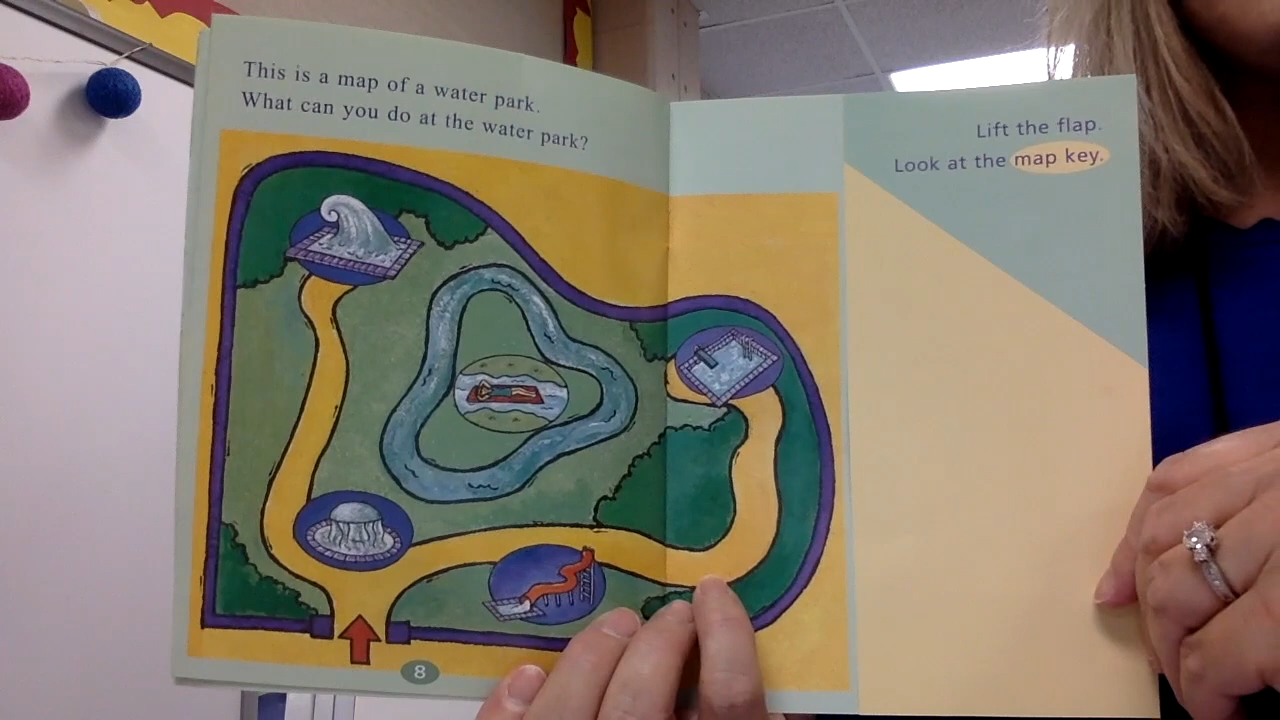 This is a map of a water park.
What can you do at the water park?
Lift the flap.
Look at the map key.
8